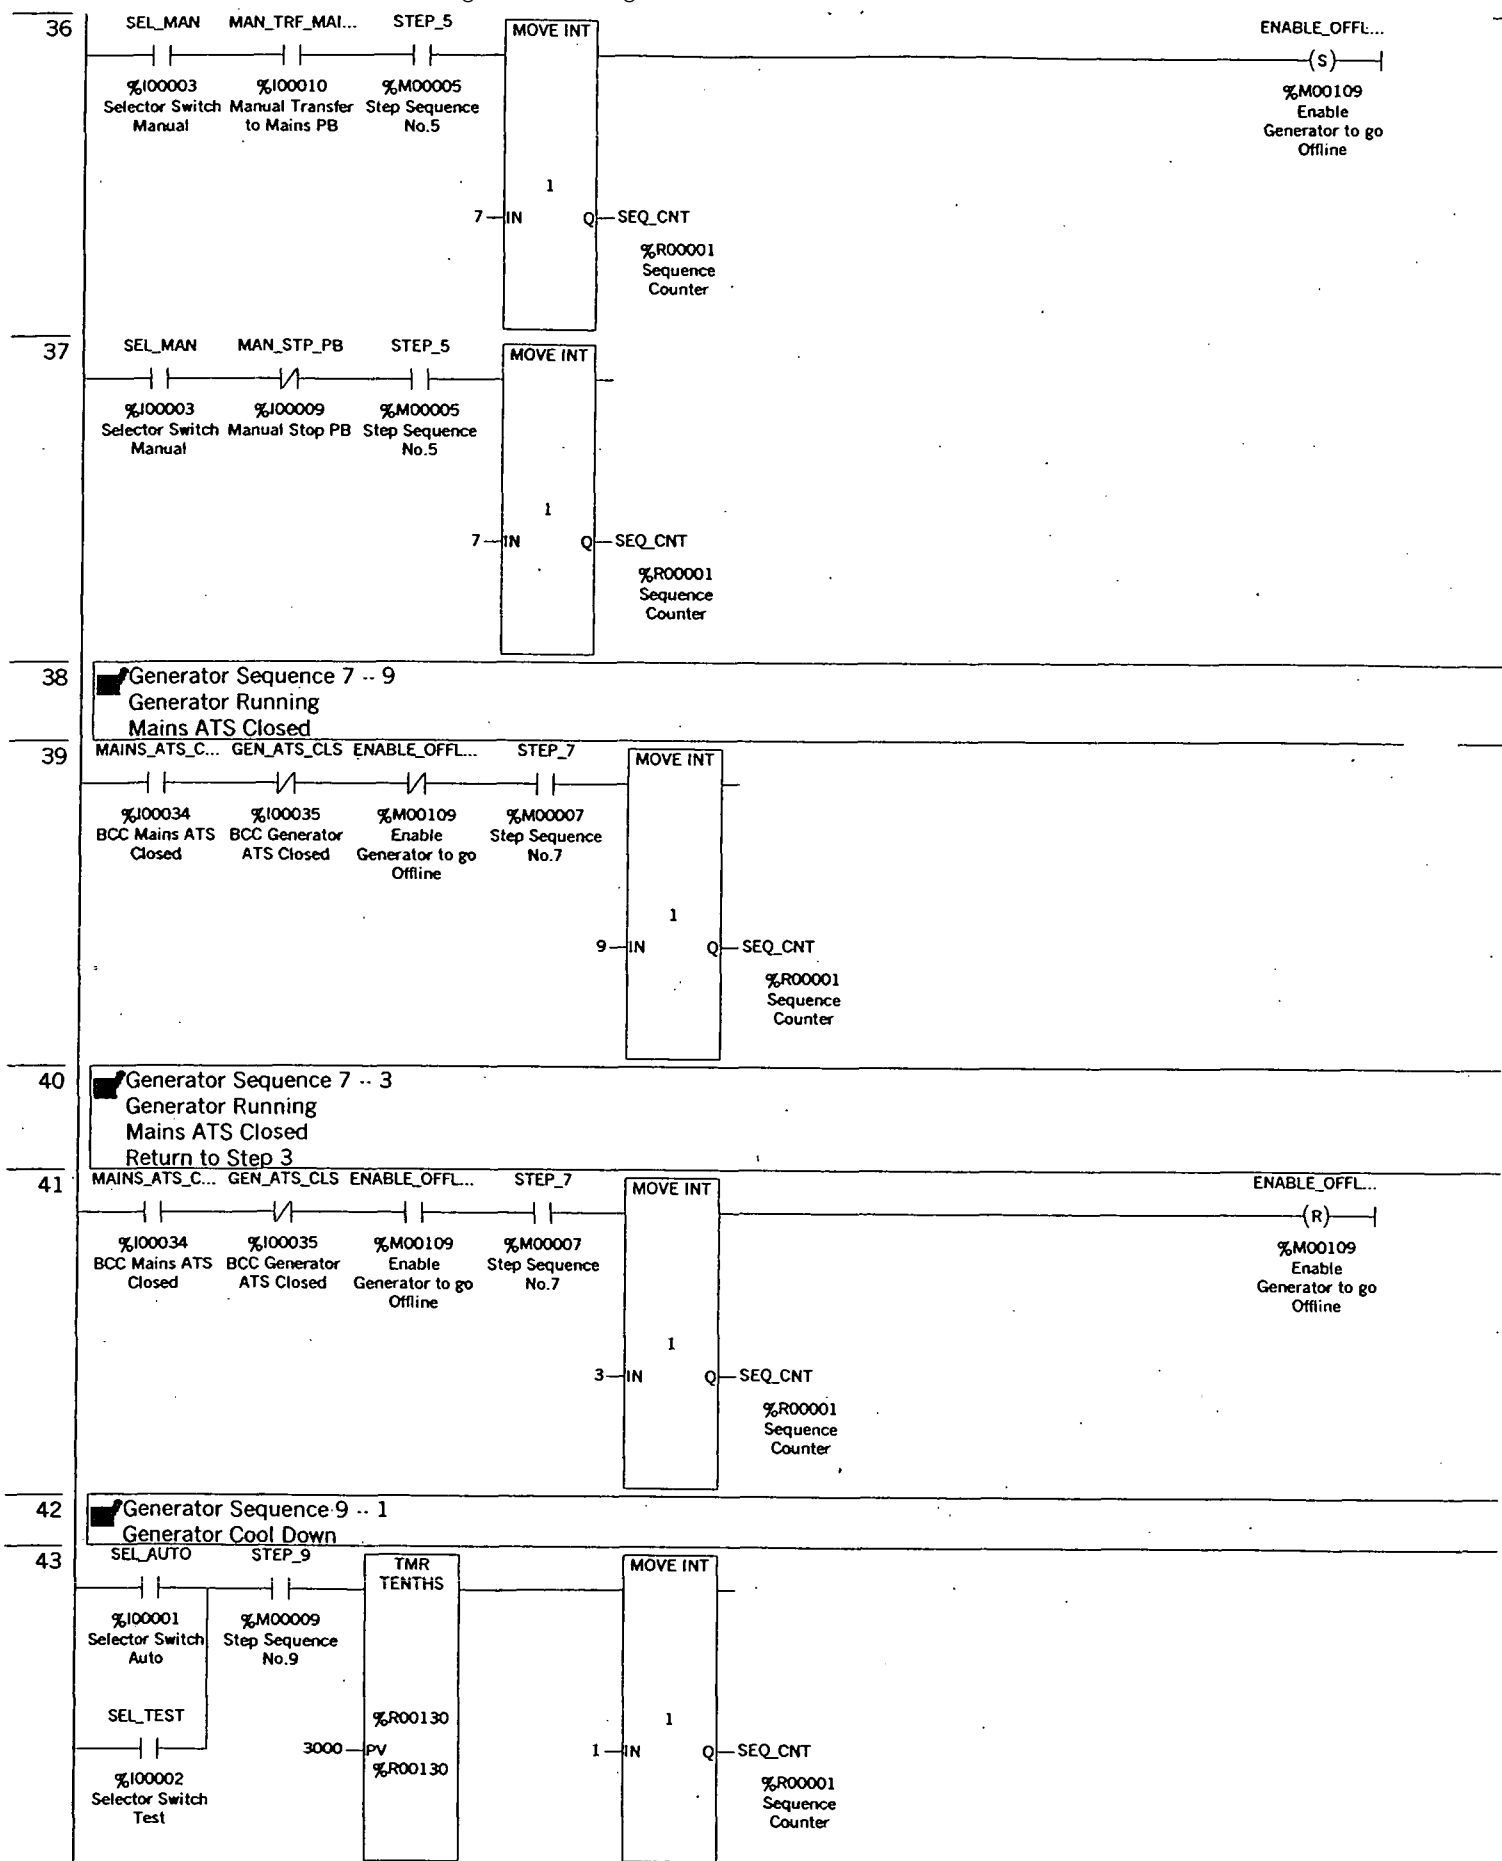 36
SEL_MAN MAN_TRF_MAI... STEP_5
MOVE INT
ENABLE_OFFL...
(S)
%I00003 %I00010 %M00005
Selector Switch Manual Transfer Step Sequence
Manual to Mains PB No.5
%M00109
Enable
Generator to go
Offline
1
7 IN Q SEQ_CNT
%R00001
Sequence
Counter
37
SEL_MAN MAN_STP_PB STEP_5
MOVE INT
%I00003 %I00009 %M00005
Selector Switch Manual Stop PB Step Sequence
Manual No.5
1
7 IN Q SEQ_CNT
%R00001
Sequence
Counter
38
Generator Sequence 7 -- 9
Generator Running
Mains ATS Closed
39
MAINS_ATS_C... GEN_ATS_CLS ENABLE_OFFL... STEP_7
MOVE INT
%I00034 %I00035 %M00109 %M00007
BCC Mains ATS BCC Generator Enable Step Sequence
Closed ATS Closed Generator to go No.7
Offline
1
9 IN Q SEQ_CNT
%R00001
Sequence
Counter
40
Generator Sequence 7 -- 3
Generator Running
Mains ATS Closed
Return to Step 3
41
MAINS_ATS_C... GEN_ATS_CLS ENABLE_OFFL... STEP_7
MOVE INT
ENABLE_OFFL...
(R)
%I00034 %I00035 %M00109 %M00007
BCC Mains ATS BCC Generator Enable Step Sequence
Closed ATS Closed Generator to go No.7
Offline
%M00109
Enable
Generator to go
Offline
1
3 IN Q SEQ_CNT
%R00001
Sequence
Counter
42
Generator Sequence 9 -- 1
Generator Cool Down
43
SEL_AUTO STEP_9
TMR
TENTHS
MOVE INT
%I00001 %M00009
Selector Switch Step Sequence
Auto No.9
SEL_TEST
%R00130
1
3000 PV
1 IN Q SEQ_CNT
%R00130
%I00002
Selector Switch
Test
%R00001
Sequence
Counter